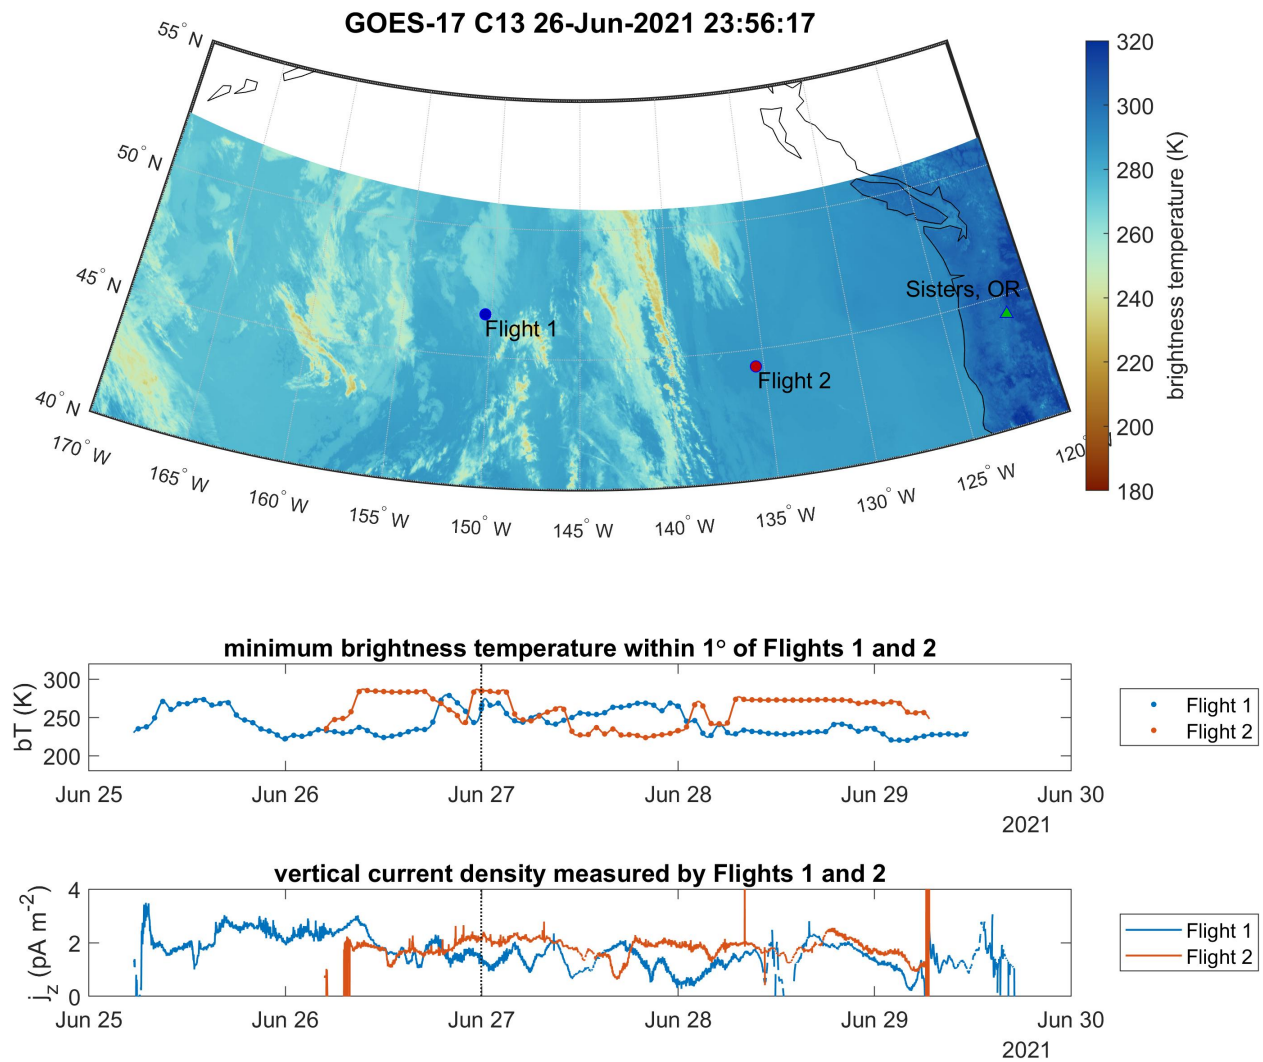 GOES-17 C13 26-Jun-2021 23:56:17
55° N
50° N
45° N
40° N
170° W
165° W
160° W
155° W
150° W
145° W
140° W
135° W
130° W
125° W
120°
Flight 1
Flight 2
Sisters, OR
320
300
280
260
240
220
200
180
brightness temperature (K)
minimum brightness temperature within 1° of Flights 1 and 2
300
250
200
bT (K)
Jun 25
Jun 26
Jun 27
Jun 28
Jun 29
Jun 30
2021
Flight 1
Flight 2
vertical current density measured by Flights 1 and 2
4
2
0
jz (pA m-2)
Jun 25
Jun 26
Jun 27
Jun 28
Jun 29
Jun 30
2021
Flight 1
Flight 2